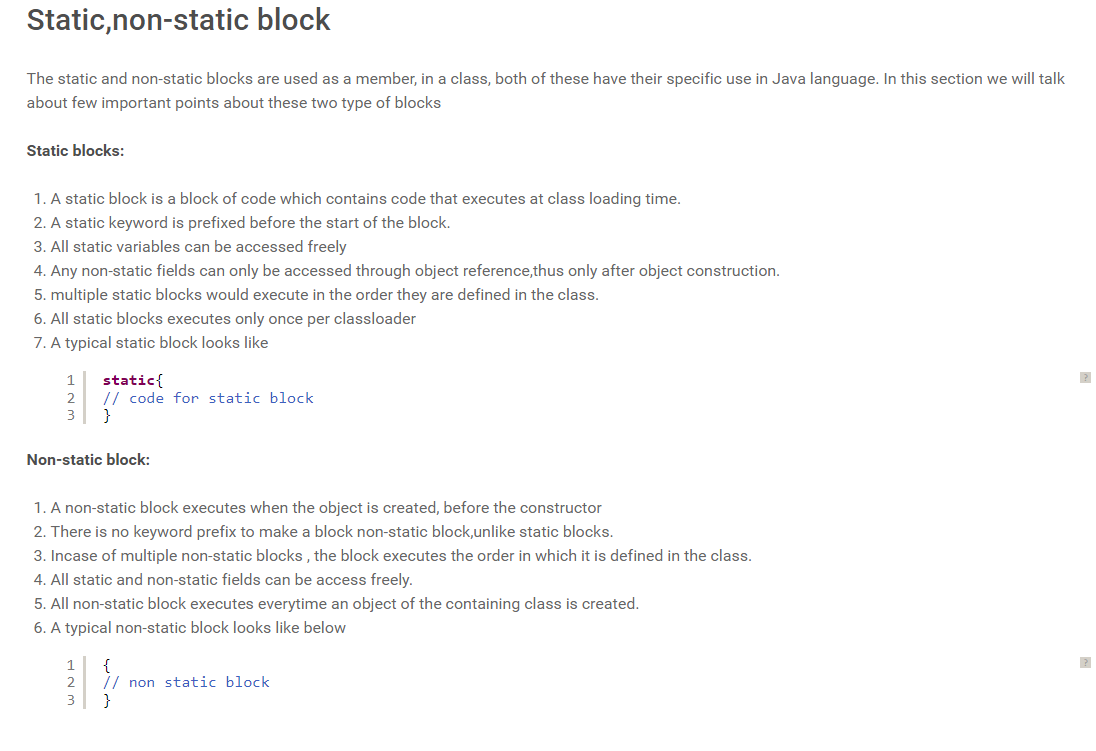 Static,non-static block
The static and non-static blocks are used as a member, in a class, both of these have their specific use in Java language. In this section we will talk
about few important points about these two type of blocks
Static blocks:
1. A static block is a block of code which contains code that executes at class loading time.
2. A static keyword is prefixed before the start of the block.
3. All static variables can be accessed freely
4. Any non-static fields can only be accessed through object reference,thus only after object construction.
5. multiple static blocks would execute in the order they are defined in the class.
6. All static blocks executes only once per classloader
7. A typical static block looks like
1 static{
?
2 // code for static block
3 }
Non-static block:
1. A non-static block executes when the object is created, before the constructor
2. There is no keyword prefix to make a block non-static block,unlike static blocks.
3. Incase of multiple non-static blocks , the block executes the order in which it is defined in the class.
4. All static and non-static fields can be access freely.
5. All non-static block executes everytime an object of the containing class is created.
6. A typical non-static block looks like below
1 {
?
2 // non static block
3 }